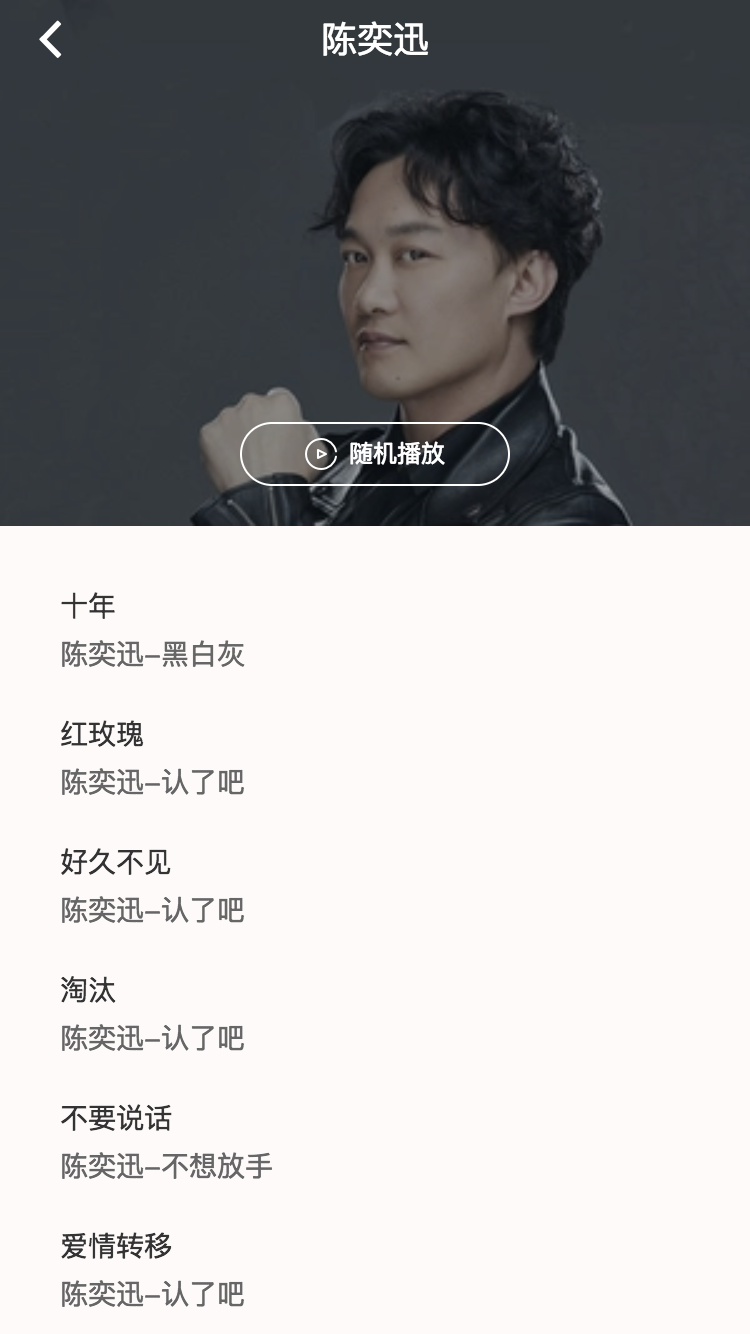 陈奕迅
随机播放
十年
陈奕迅–黑白灰
红玫瑰
陈奕迅–认了吧
好久不见
陈奕迅–认了吧
淘汰
陈奕迅–认了吧
不要说话
陈奕迅–不想放手
爱情转移
陈奕迅–认了吧